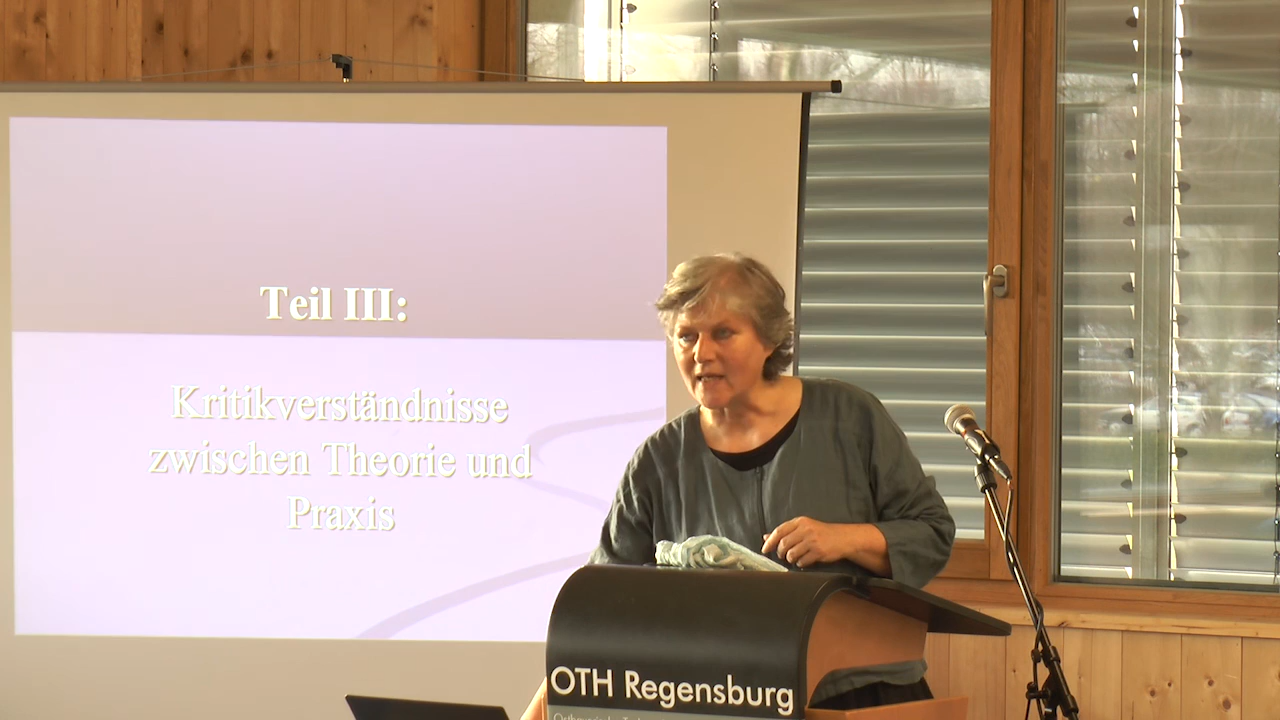 Teil III:
Kritikverständnisse
zwischen Theorie und
Praxis
OTH Regensburg